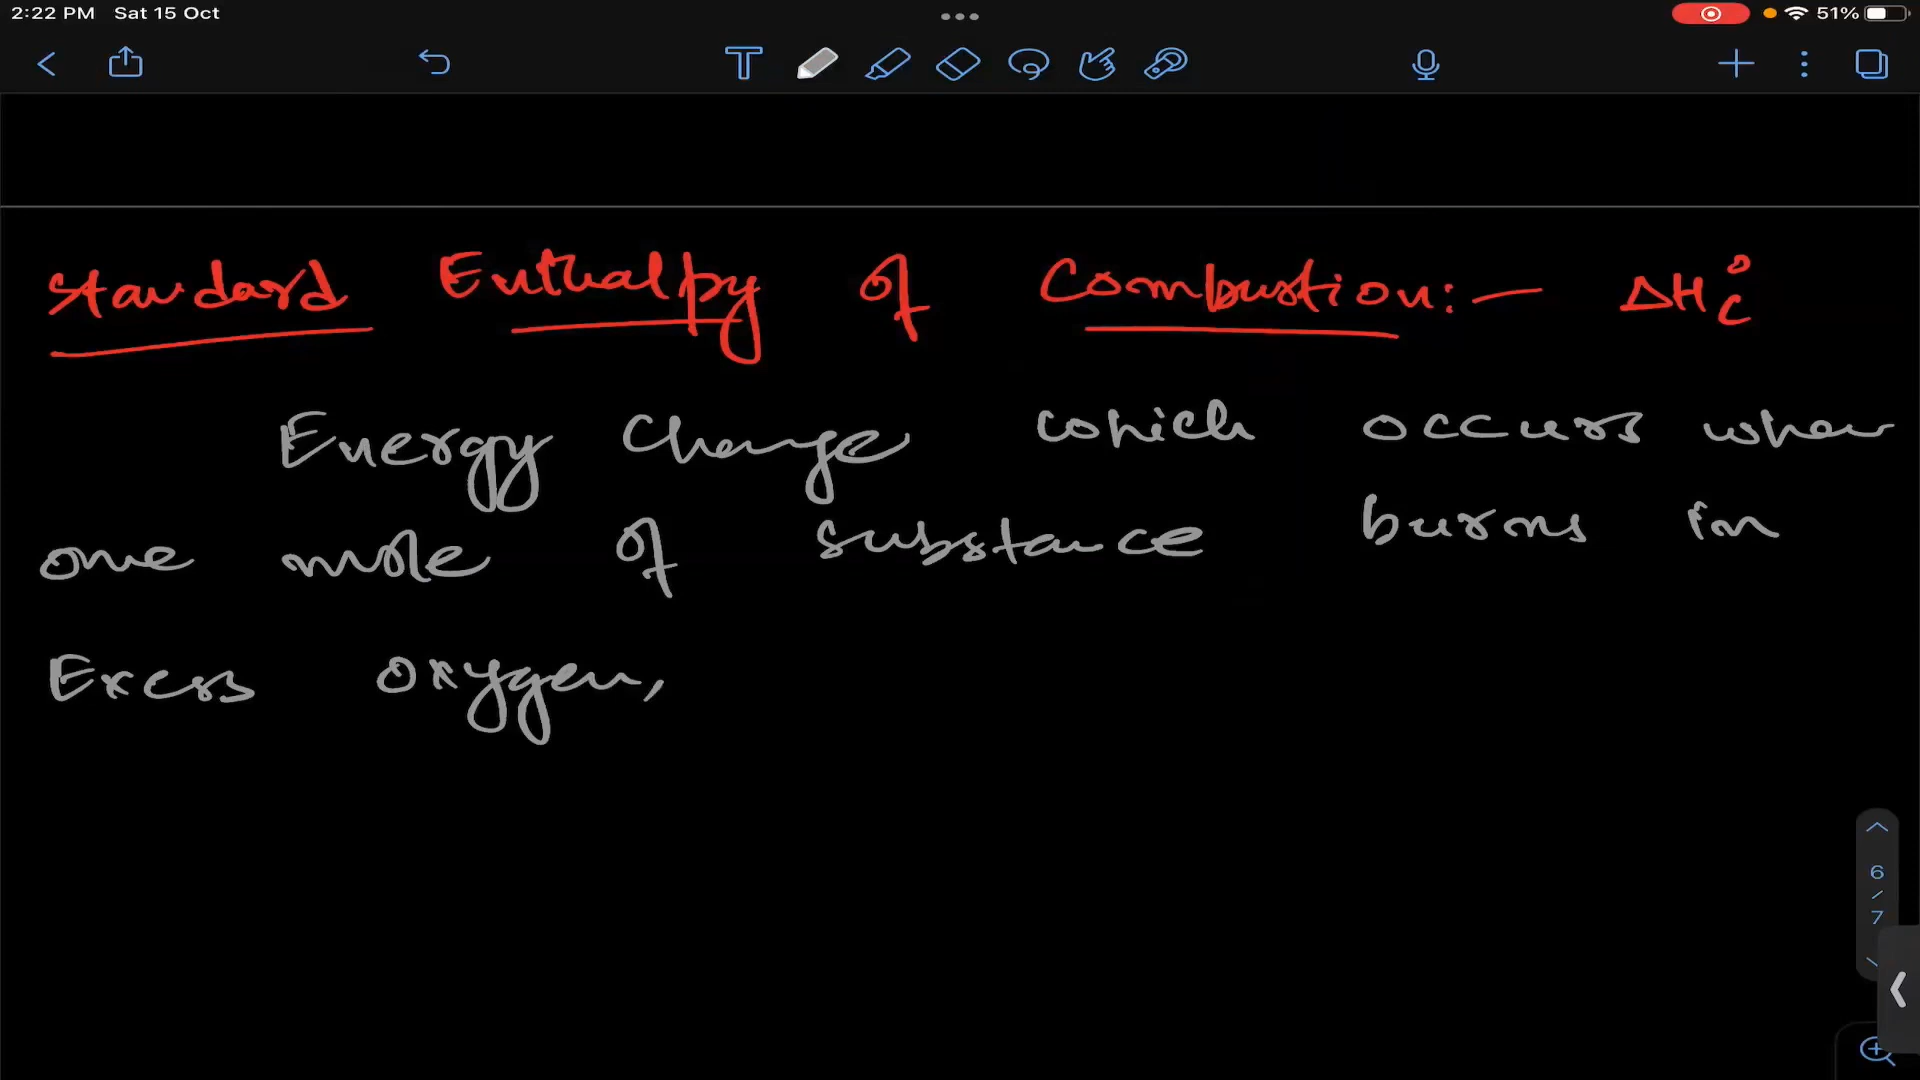 2:22 PM Sat 15 Oct
51%
Standard Enthalpy of Combustion:— ΔH°c
Energy Change which occurs when
one mole of substance burns in
Exess oxygen,
6
/
7